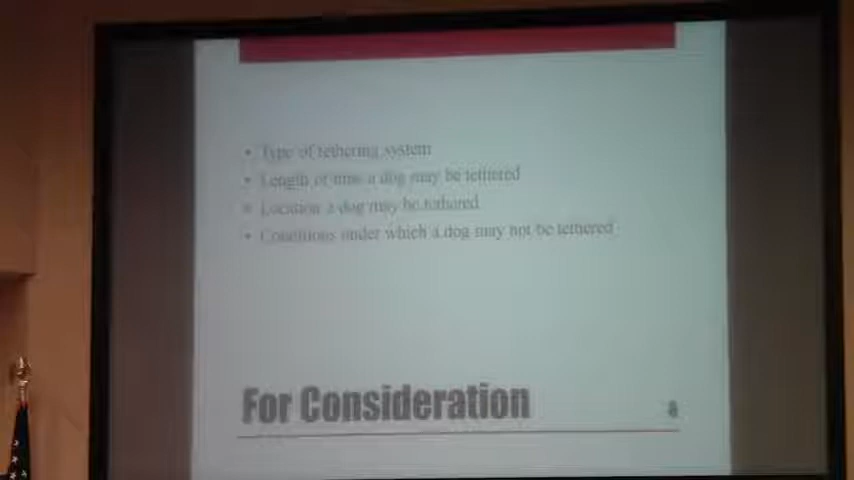 • Type of tethering system
• Length of time a dog may be tethered
• Location a dog may be tethered
• Conditions under which a dog may not be tethered
For Consideration
8